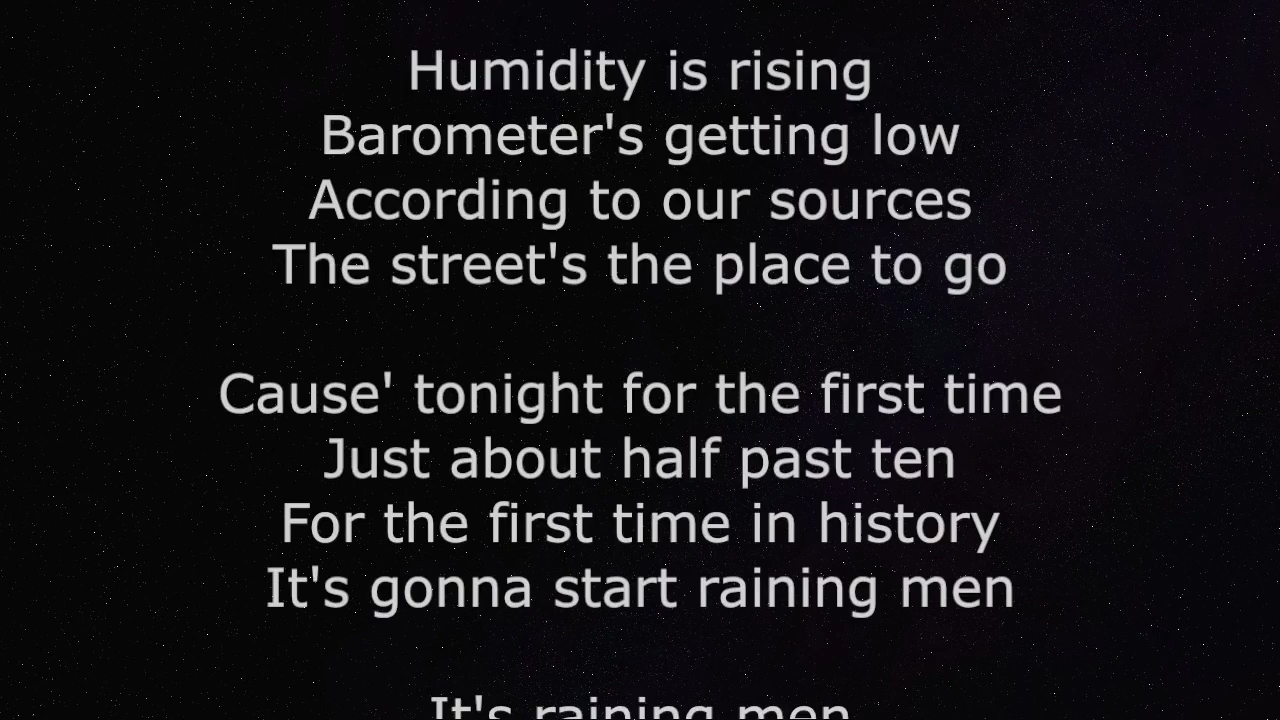 Humidity is rising
Barometer's getting low
According to our sources
The street's the place to go
Cause' tonight for the first time
Just about half past ten
For the first time in history
It's gonna start raining men
It's raining men